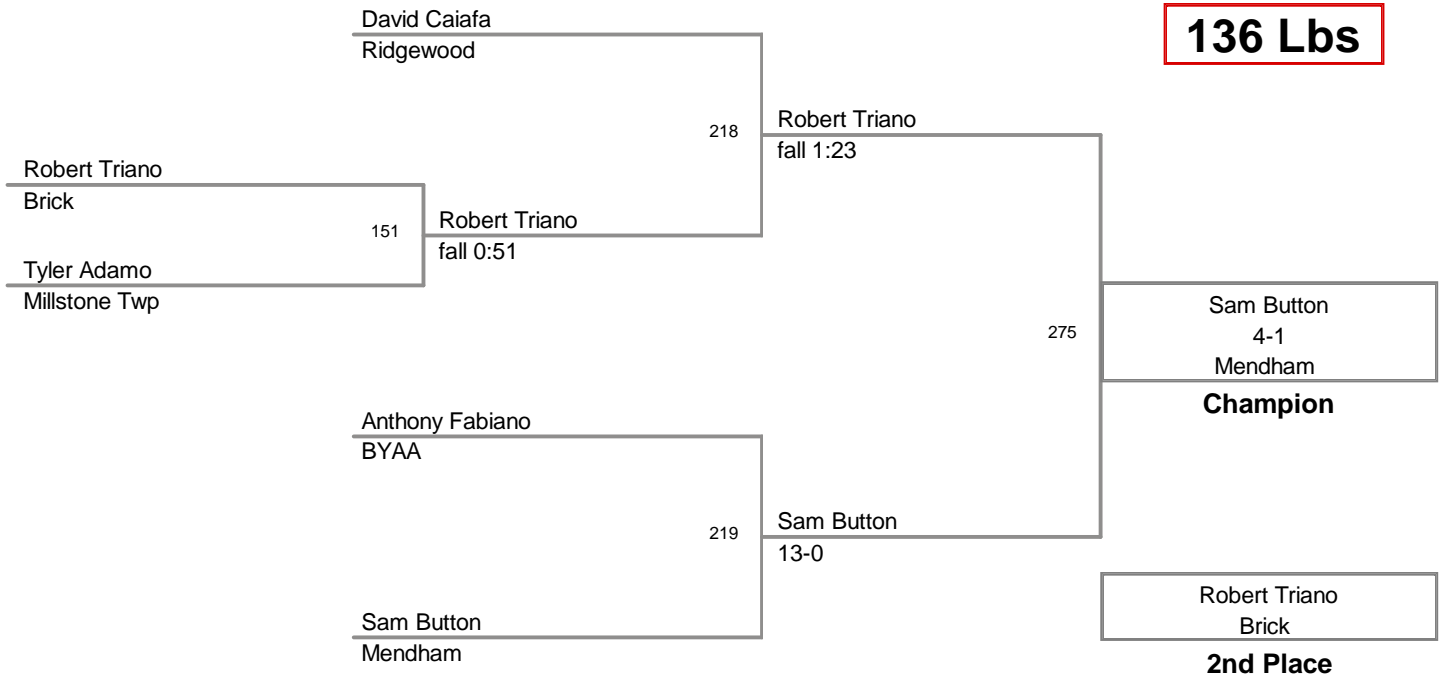 David Caiafa
Ridgewood
136 Lbs
218
Robert Triano
fall 1:23
Robert Triano
Brick
151
Robert Triano
fall 0:51
Tyler Adamo
Millstone Twp
275
Sam Button
4-1
Mendham
Champion
Anthony Fabiano
BYAA
219
Sam Button
13-0
Sam Button
Mendham
Robert Triano
Brick
2nd Place